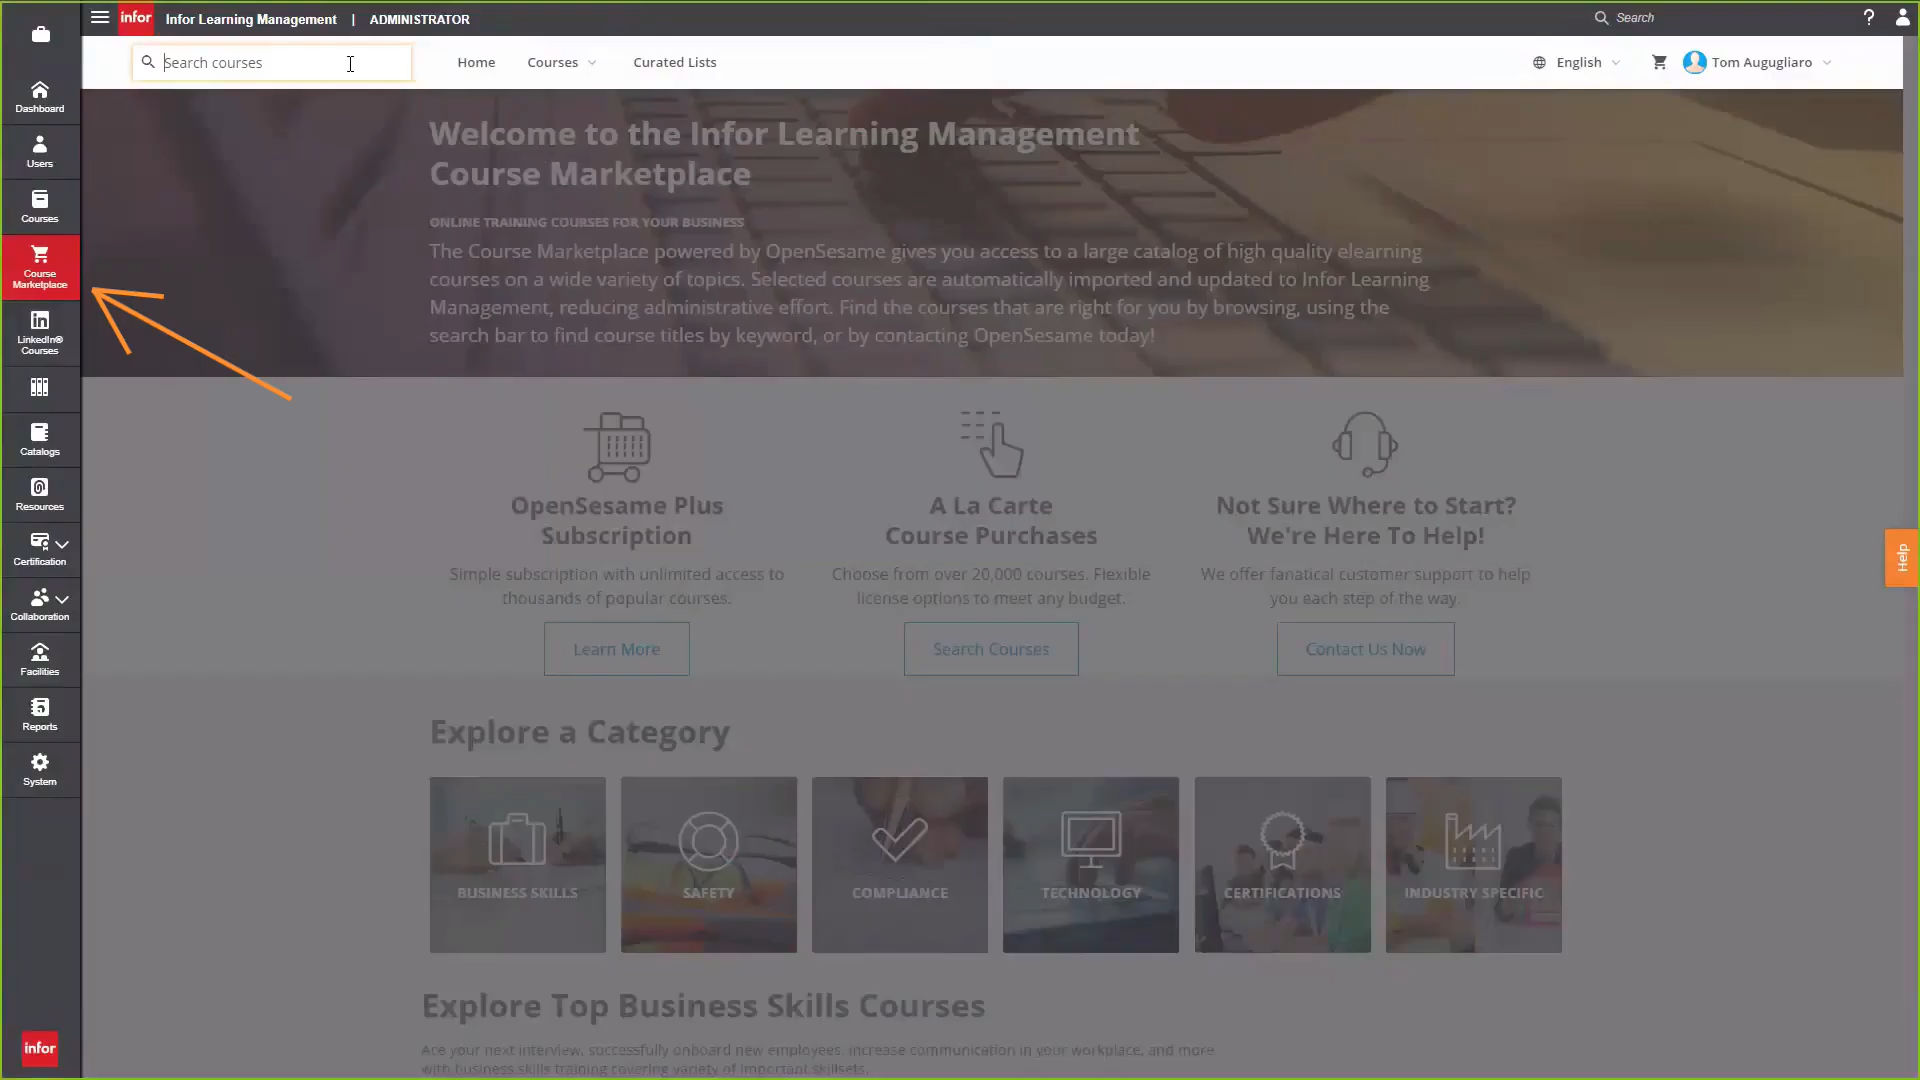 infor
Infor Learning Management | ADMINISTRATOR
Search
?
Search courses
Home
Courses
Curated Lists
English
Tom Augugliaro
Dashboard
Users
Courses
Course
Marketplace
LinkedIn®
Courses
Catalogs
Resources
Certification
Collaboration
Facilities
Reports
System
infor
Welcome to the Infor Learning Management
Course Marketplace
ONLINE TRAINING COURSES FOR YOUR BUSINESS
The Course Marketplace powered by OpenSesame gives you access to a large catalog of high quality elearning
courses on a wide variety of topics. Selected courses are automatically imported and updated to Infor Learning
Management, reducing administrative effort. Find the courses that are right for you by browsing, using the
search bar to find course titles by keyword, or by contacting OpenSesame today!
OpenSesame Plus
Subscription
Simple subscription with unlimited access to
thousands of popular courses.
Learn More
A La Carte
Course Purchases
Choose from over 20,000 courses. Flexible
license options to meet any budget.
Search Courses
Not Sure Where to Start?
We're Here To Help!
We offer fanatical customer support to help
you each step of the way.
Contact Us Now
Help
Explore a Category
BUSINESS SKILLS
SAFETY
COMPLIANCE
TECHNOLOGY
CERTIFICATIONS
INDUSTRY SPECIFIC
Explore Top Business Skills Courses
Ace your next interview, successfully onboard new employees, increase communication in your workplace, and more
with business skills training covering variety of important skillsets.